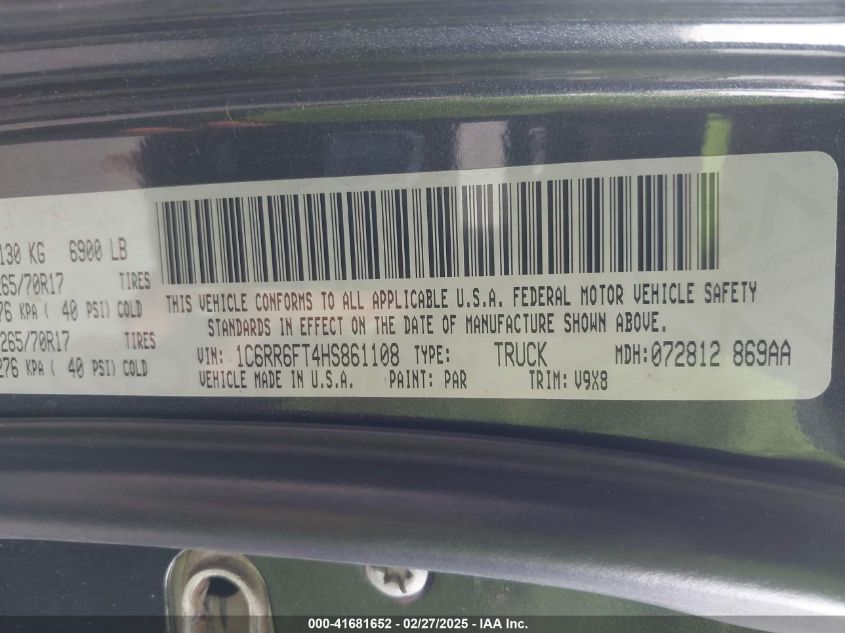 130 KG 6900 LB
265/70R17 TIRES
276 KPA ( 40 PSI) COLD
265/70R17 TIRES
276 KPA ( 40 PSI) COLD
THIS VEHICLE CONFORMS TO ALL APPLICABLE U.S.A. FEDERAL MOTOR VEHICLE SAFETY
STANDARDS IN EFFECT ON THE DATE OF MANUFACTURE SHOWN ABOVE.
VIN: 1C6RR6FT4HS861108 TYPE: TRUCK MDH: 072812 869AA
VEHICLE MADE IN U.S.A. PAINT: PAR TRIM: V9X8
000-41681652 - 02/27/2025 - IAA Inc.